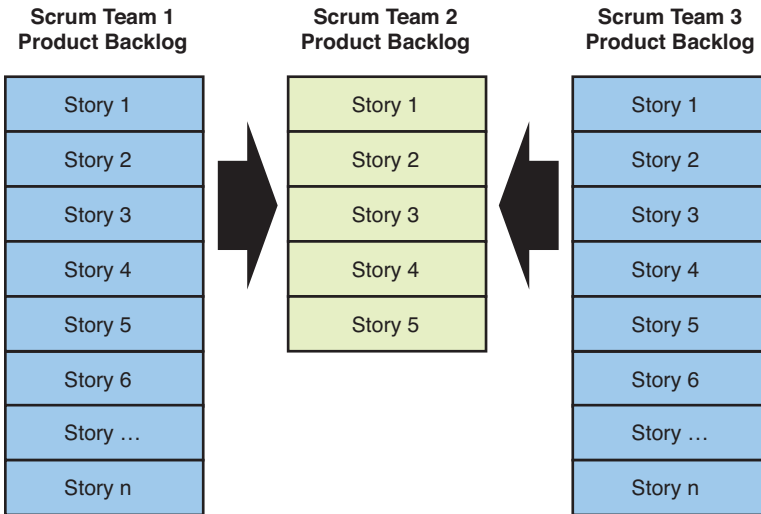 Scrum Team 1
Product Backlog
Story 1
Story 2
Story 3
Story 4
Story 5
Story 6
Story …
Story n
Scrum Team 2
Product Backlog
Story 1
Story 2
Story 3
Story 4
Story 5
Scrum Team 3
Product Backlog
Story 1
Story 2
Story 3
Story 4
Story 5
Story 6
Story …
Story n